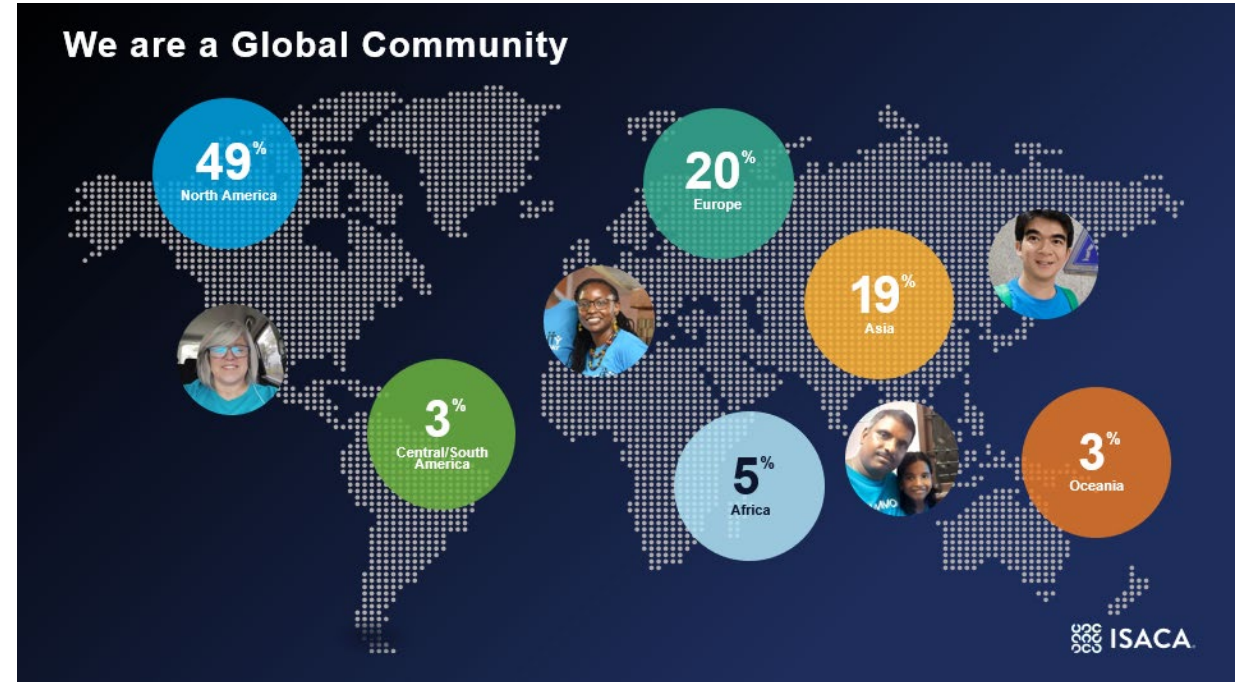 We are a Global Community
49%
North America
20%
Europe
19%
Asia
3%
Central/South
America
5%
Africa
3%
Oceania
ISACA.